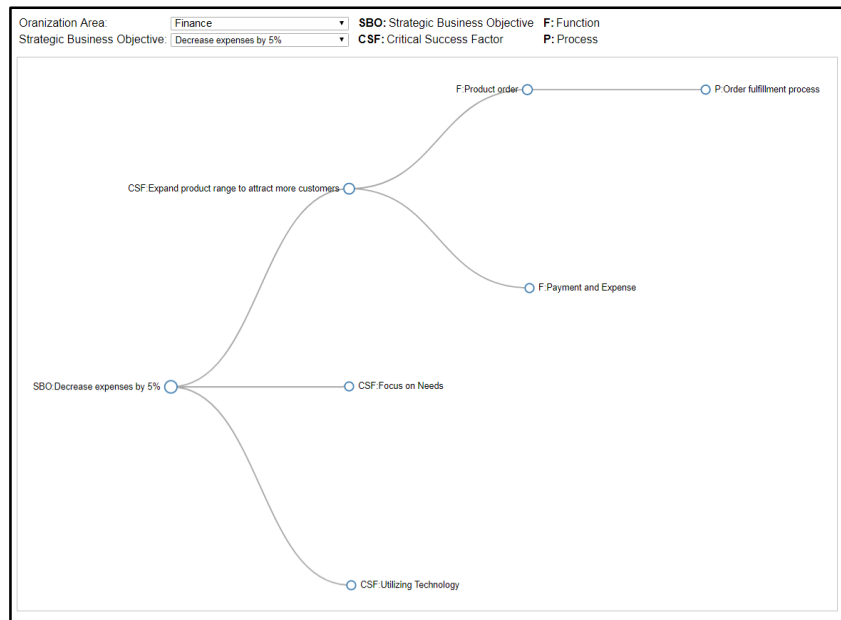 Oranization Area: Finance SBO: Strategic Business Objective F: Function
Strategic Business Objective: Decrease expenses by 5% CSF: Critical Success Factor P: Process
F:Product order P:Order fulfillment process
CSF:Expand product range to attract more customers
F:Payment and Expense
SBO:Decrease expenses by 5% CSF:Focus on Needs
CSF:Utilizing Technology